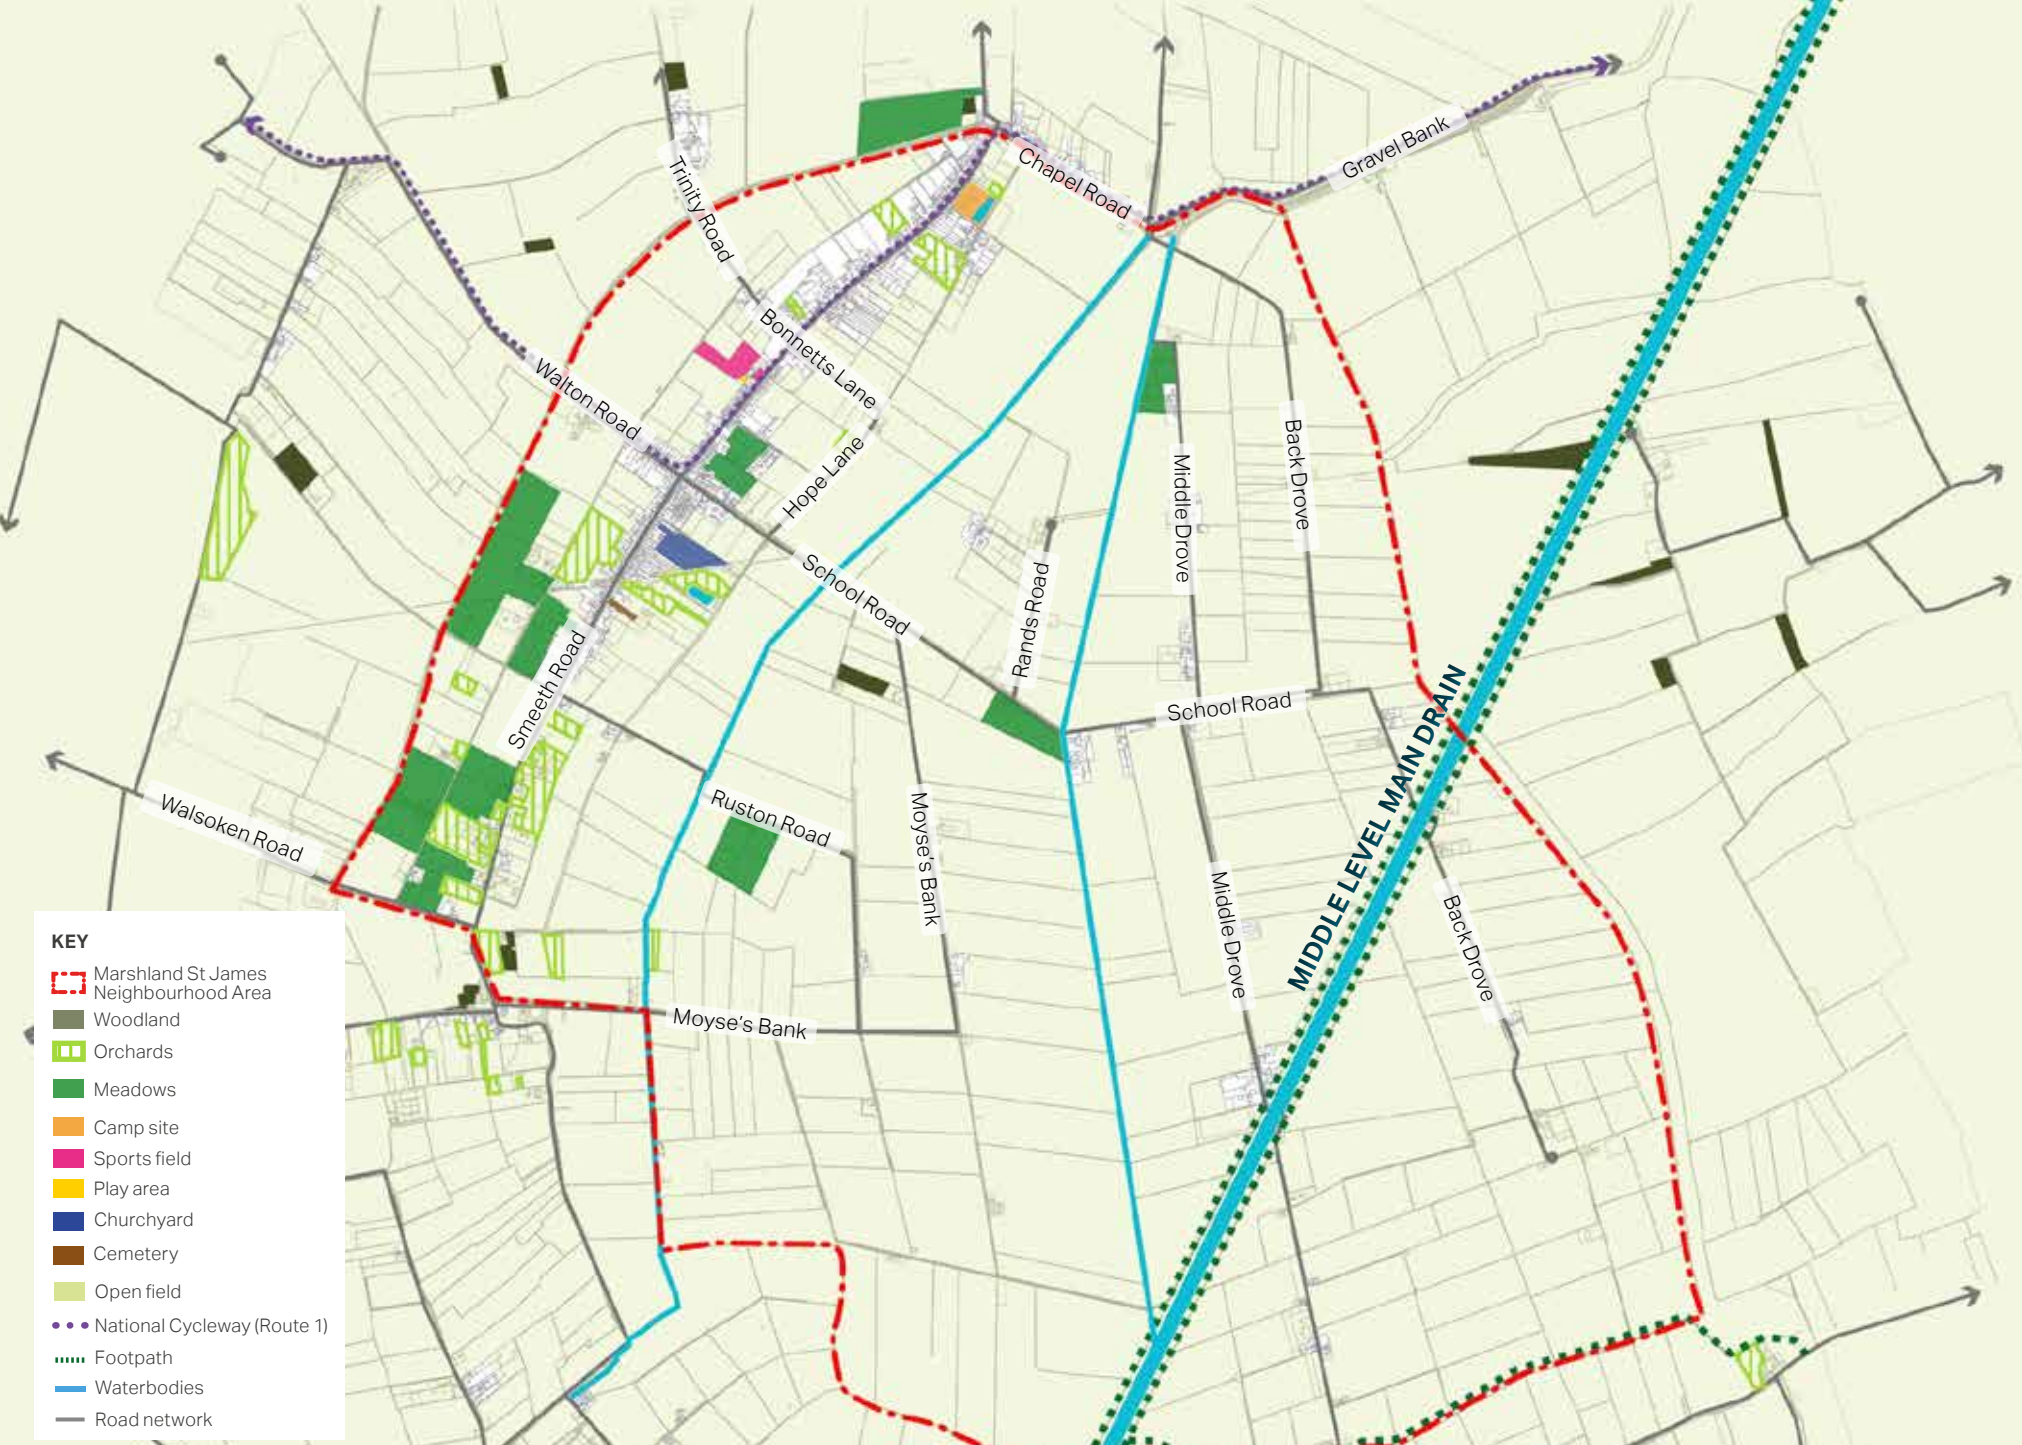 Gravel Bank
Chapel Road
Trinity Road
Bonnetts Lane
Walton Road
Hope Lane
Back Drove
Middle Drove
School Road
Rands Road
Smeeth Road
School Road
MIDDLE LEVEL MAIN DRAIN
Walsoken Road
Ruston Road
Moyse's Bank
Middle Drove
Back Drove
Moyse's Bank
KEY
Marshland St James
Neighbourhood Area
Woodland
Orchards
Meadows
Camp site
Sports field
Play area
Churchyard
Cemetery
Open field
National Cycleway (Route 1)
Footpath
Waterbodies
Road network